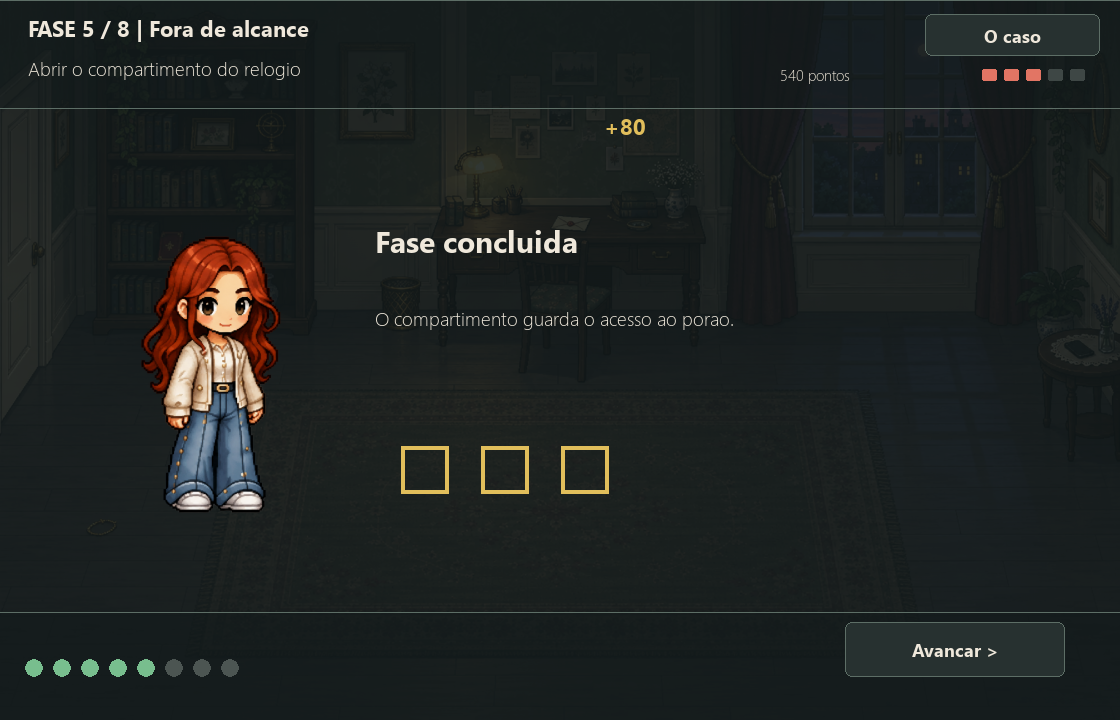 FASE 5 / 8 | Fora de alcance
O caso
Abrir o compartimento do relogio
540 pontos
+80
Fase concluida
O compartimento guarda o acesso ao porao.
Avancar >